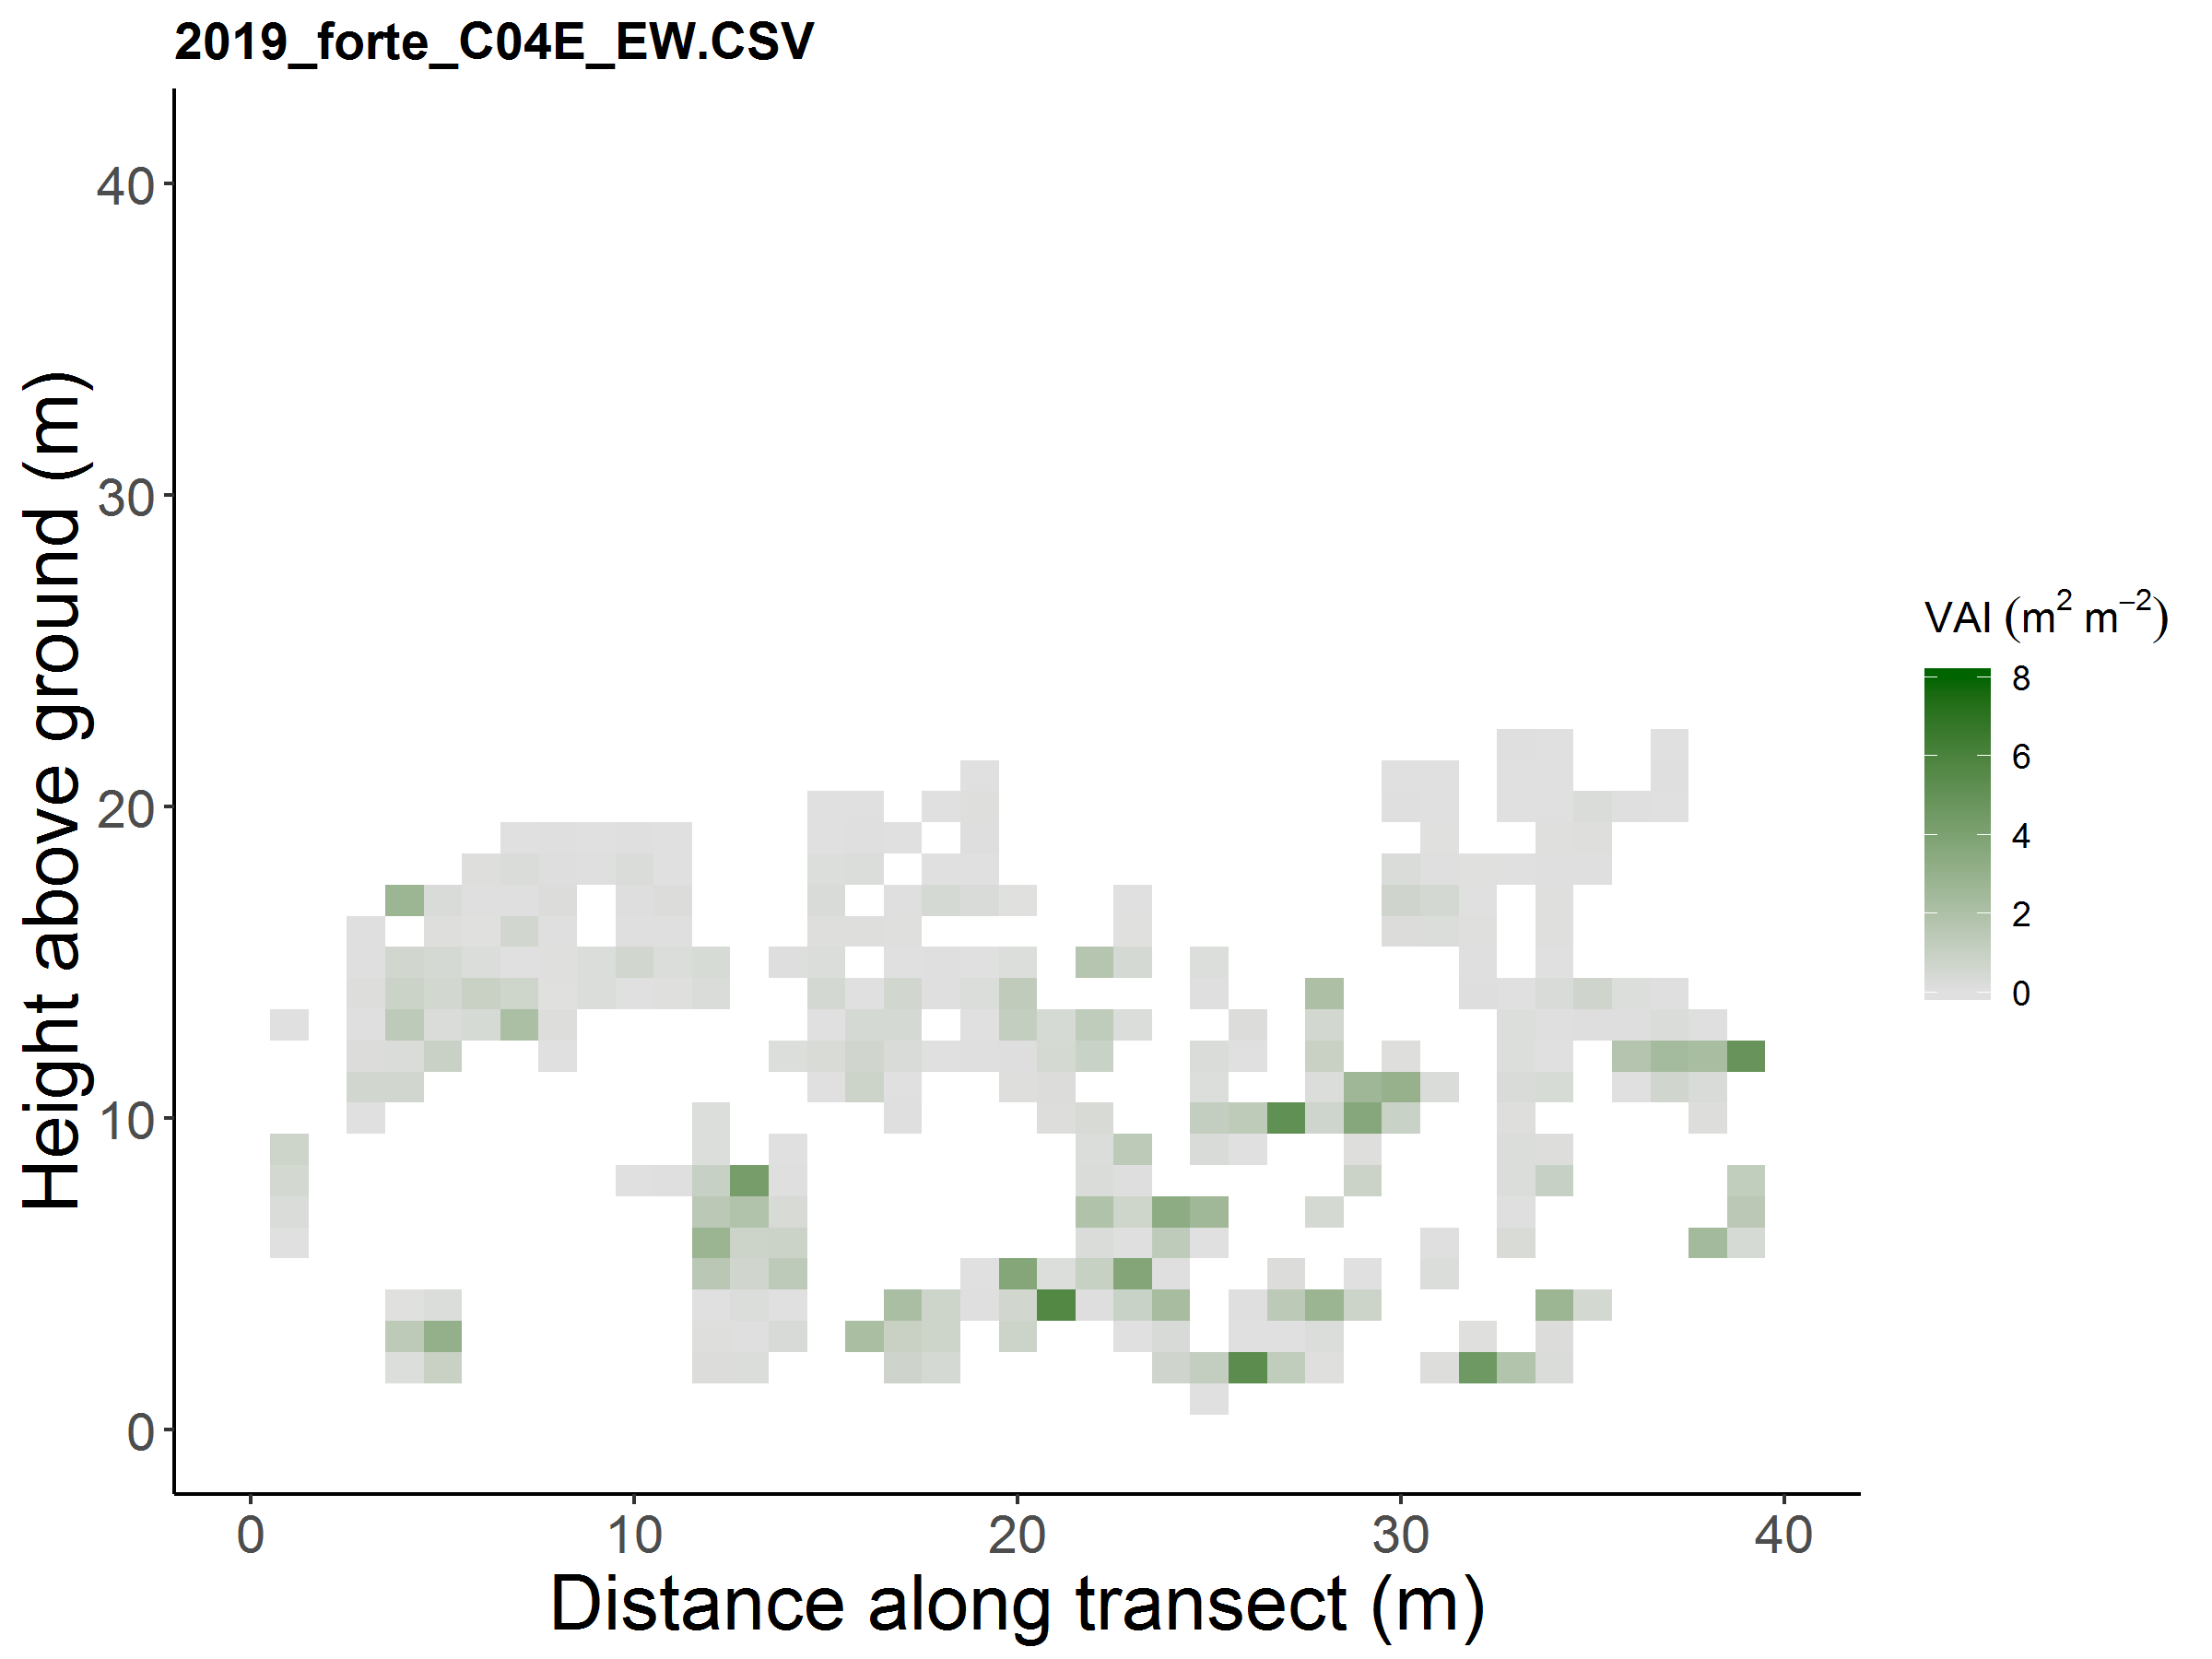 2019_forte_C04E_EW.CSV
Height above ground (m)
40
30
20
10
0
0 10 20 30 40
Distance along transect (m)
VAI (m² m⁻²)
8
6
4
2
0